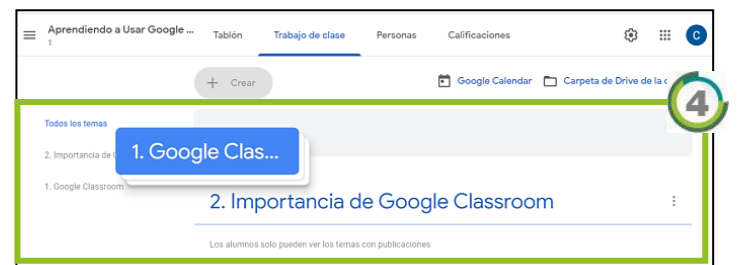 Aprendiendo a Usar Google ...
1
Tablón
Trabajo de clase
Personas
Calificaciones
C
+ Crear
Google Calendar
Carpeta de Drive de la
4
Todos los temas
1. Google Clas...
2. Importancia de
1. Google Classroom
2. Importancia de Google Classroom
Los alumnos solo pueden ver los temas con publicaciones